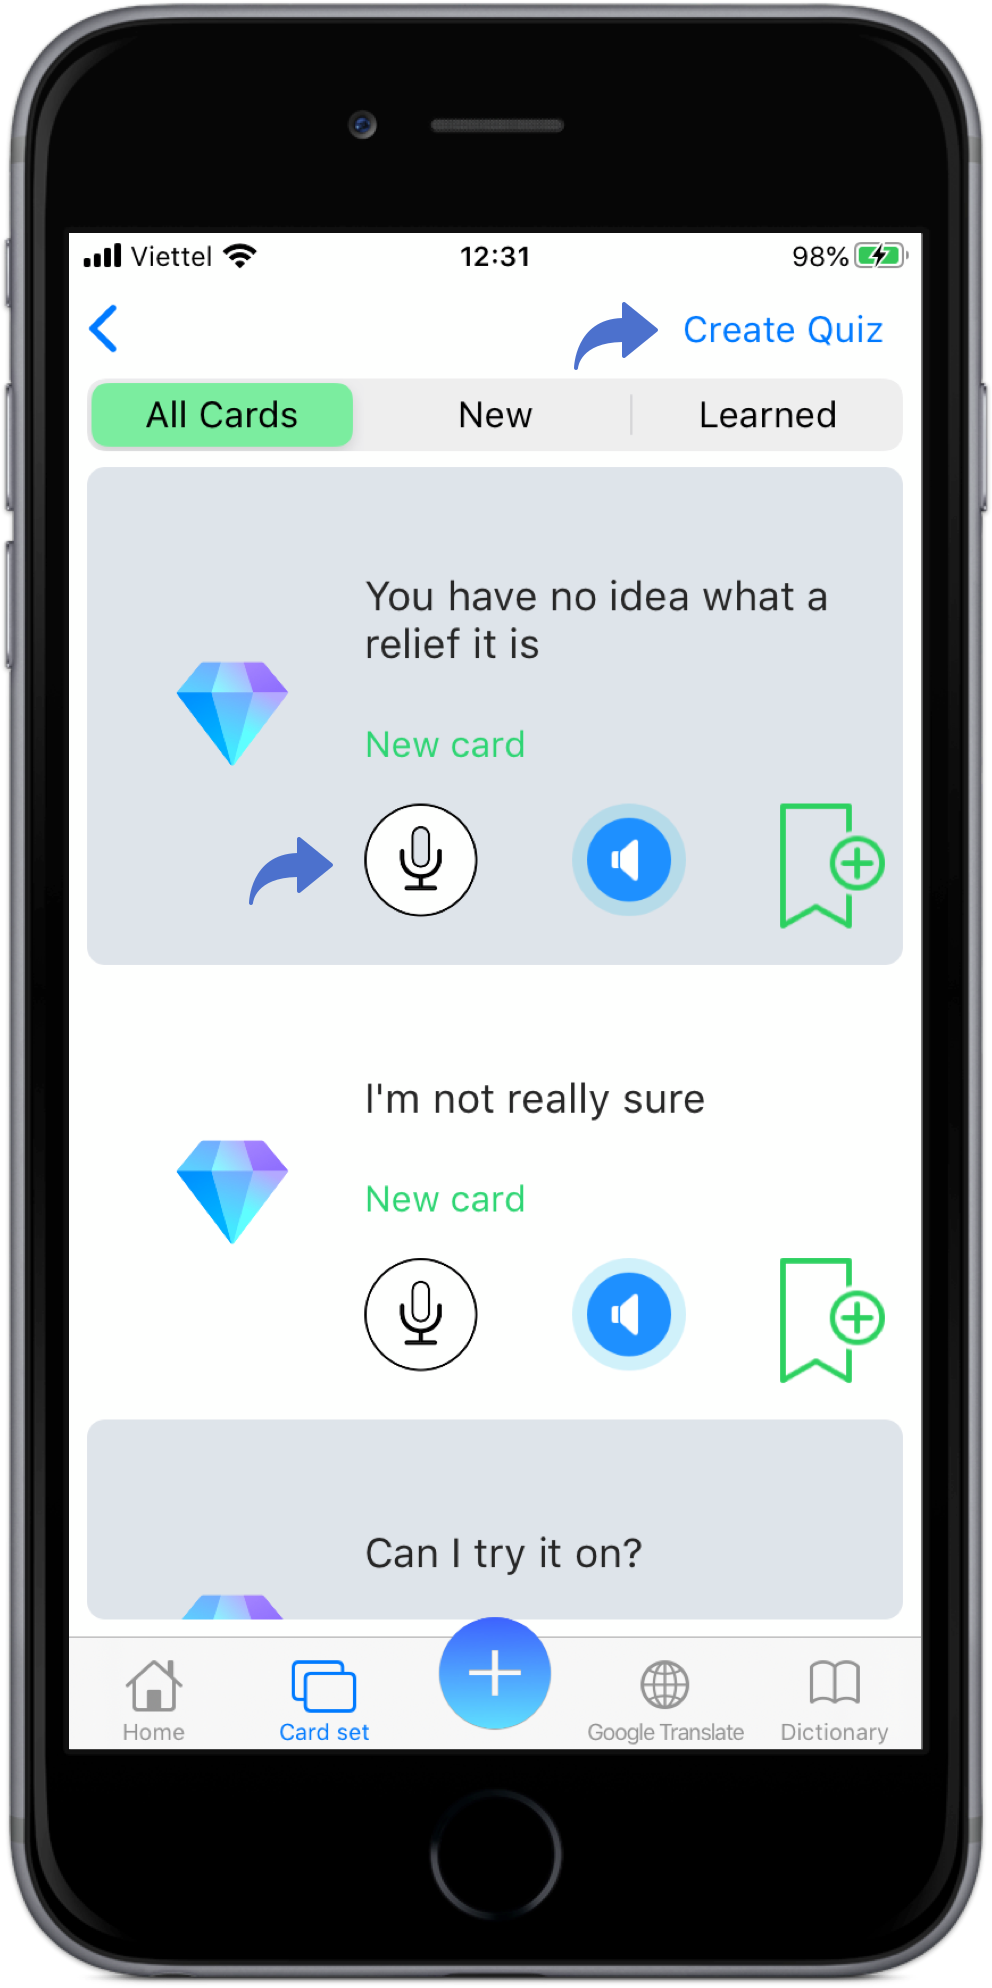 Viettel 12:31 98%
Create Quiz
All Cards New Learned
You have no idea what a
relief it is
New card
I'm not really sure
New card
Can I try it on?
Home Card set Google Translate Dictionary